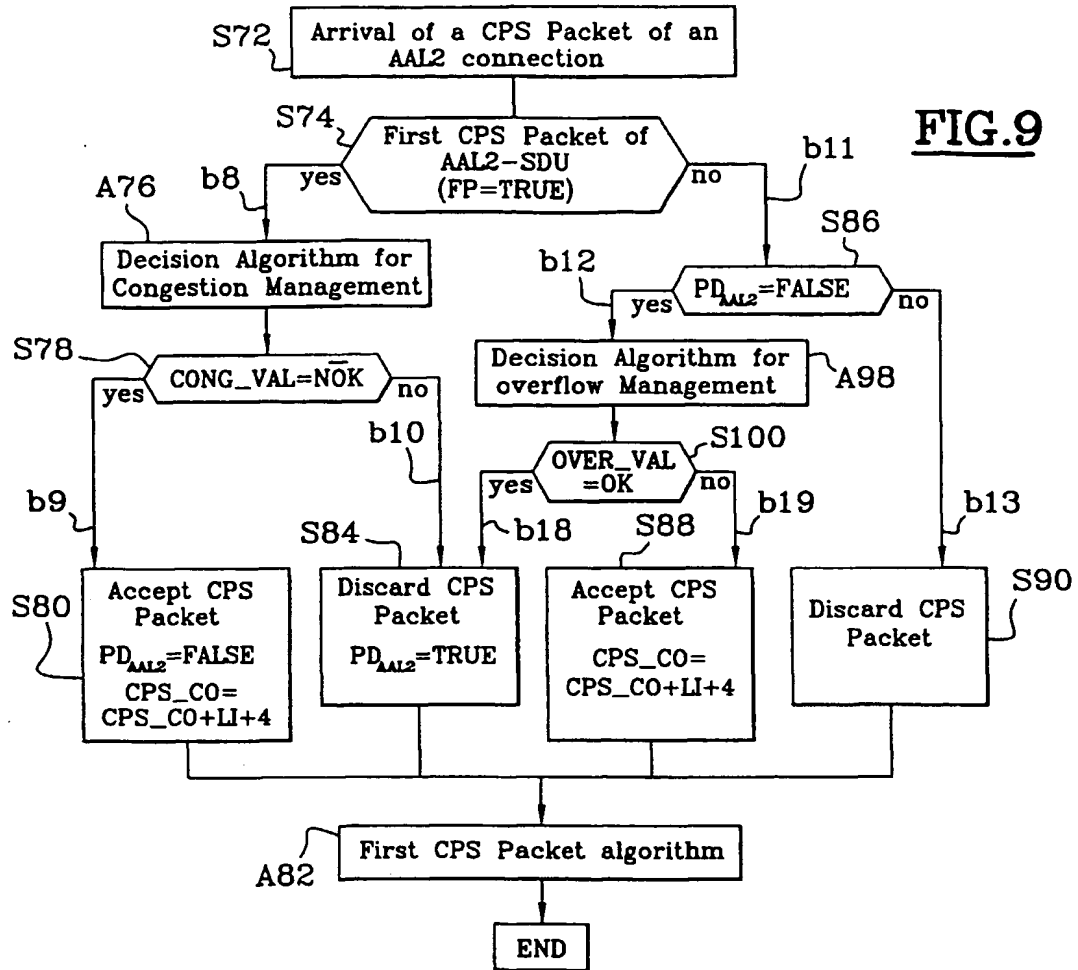 S72
Arrival of a CPS Packet of an
AAL2 connection
FIG.9
S74
First CPS Packet of
AAL2-SDU
(FP=TRUE)
yes
no
b8
b11
A76
Decision Algorithm for
Congestion Management
S86
PD_AAL2=FALSE
yes
no
b12
S78
CONG_VAL=NO̅K
yes
no
Decision Algorithm for
overflow Management
A98
b10
S100
OVER_VAL
=OK
yes
no
b9
b18
b19
b13
S80
Accept CPS
Packet
PD_AAL2=FALSE
CPS_CO=
CPS_CO+LI+4
S84
Discard CPS
Packet
PD_AAL2=TRUE
S88
Accept CPS
Packet
CPS_CO=
CPS_CO+LI+4
S90
Discard CPS
Packet
A82
First CPS Packet algorithm
END